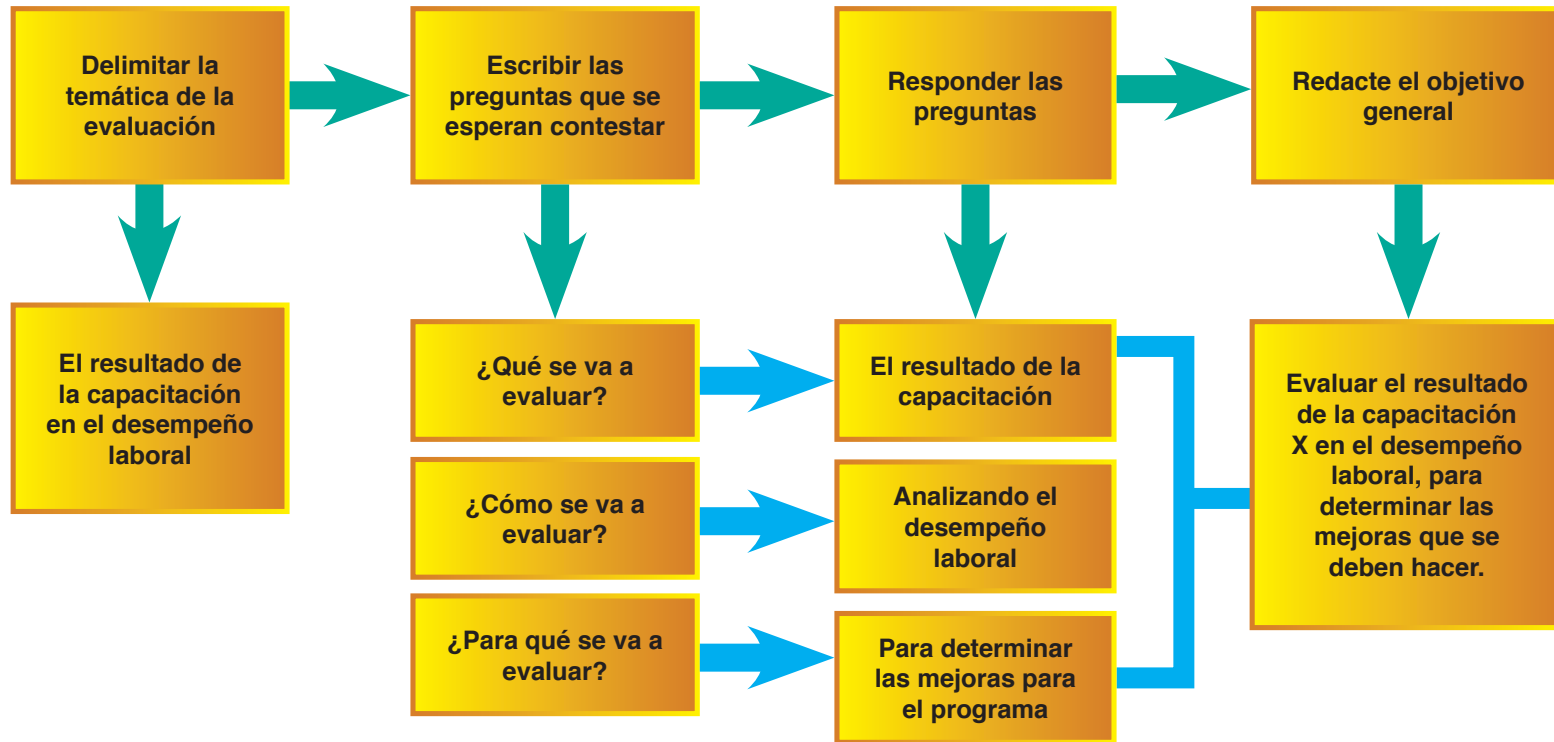 Delimitar la
temática de la
evaluación
Escribir las
preguntas que se
esperan contestar
Responder las
preguntas
Redacte el objetivo
general
El resultado de
la capacitación
en el desempeño
laboral
¿Qué se va a
evaluar?
El resultado de la
capacitación
¿Cómo se va a
evaluar?
Analizando el
desempeño
laboral
¿Para qué se va a
evaluar?
Para determinar
las mejoras para
el programa
Evaluar el resultado
de la capacitación
X en el desempeño
laboral, para
determinar las
mejoras que se
deben hacer.